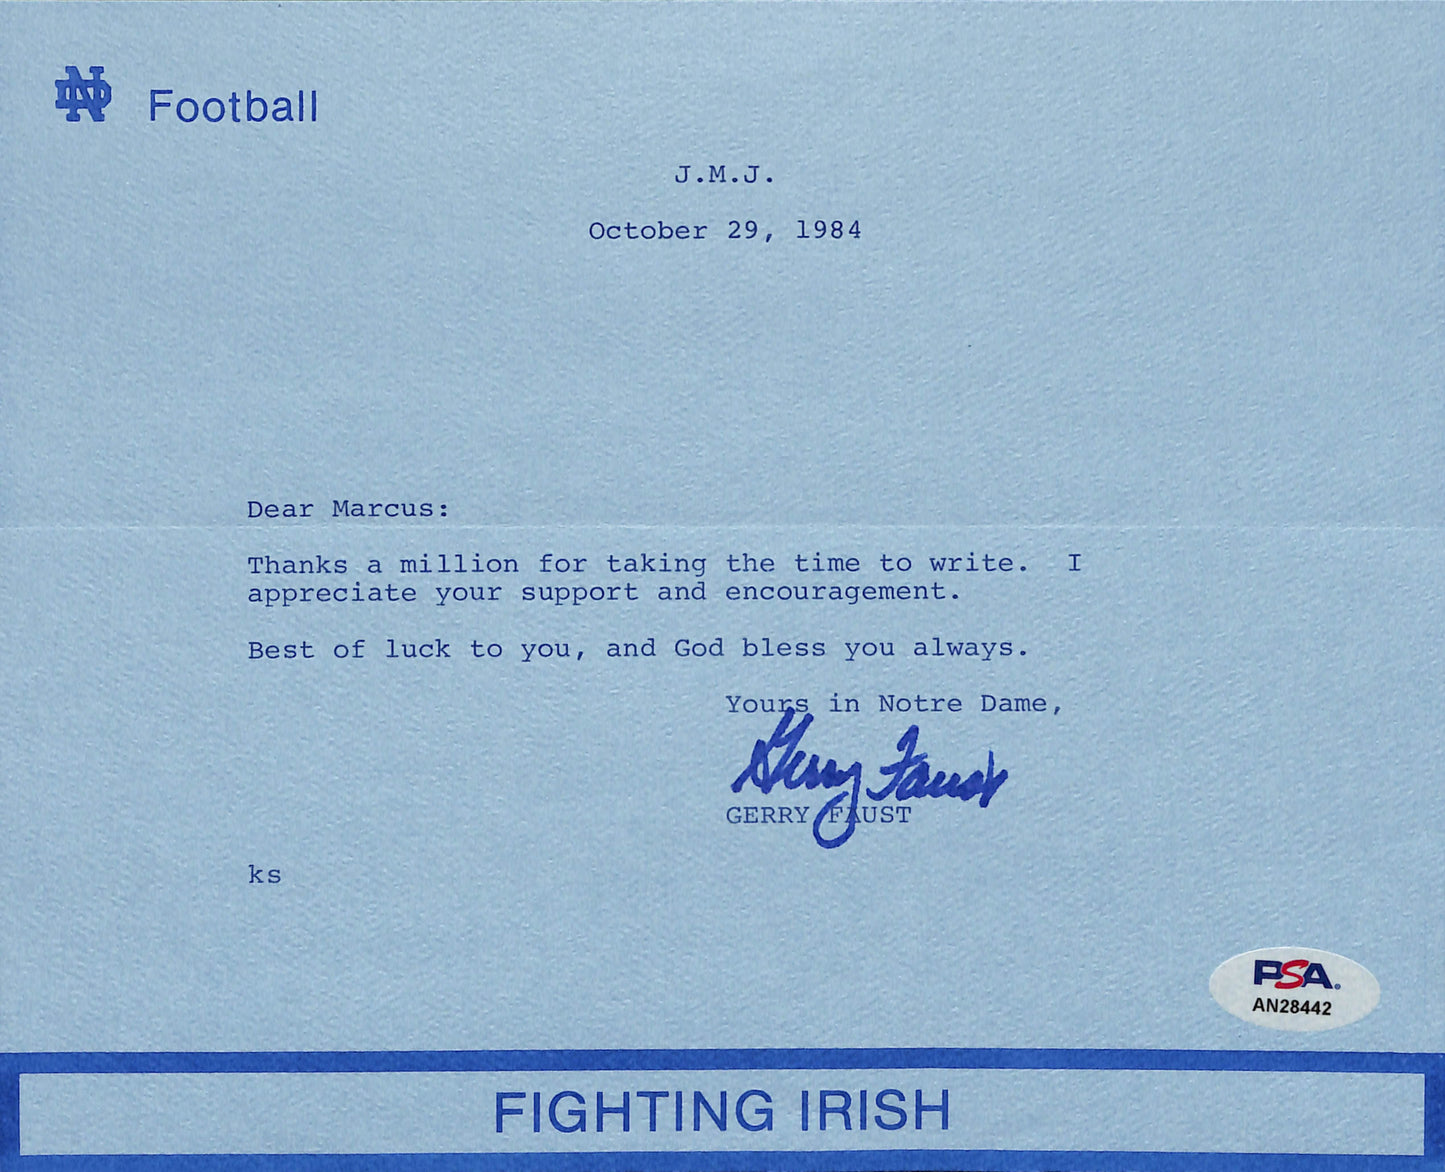 ND Football
J.M.J.
October 29, 1984
Dear Marcus:
Thanks a million for taking the time to write.  I
appreciate your support and encouragement.
Best of luck to you, and God bless you always.
Yours in Notre Dame,
Gerry Faust
GERRY FAUST
ks
PSA®
AN28442
FIGHTING IRISH